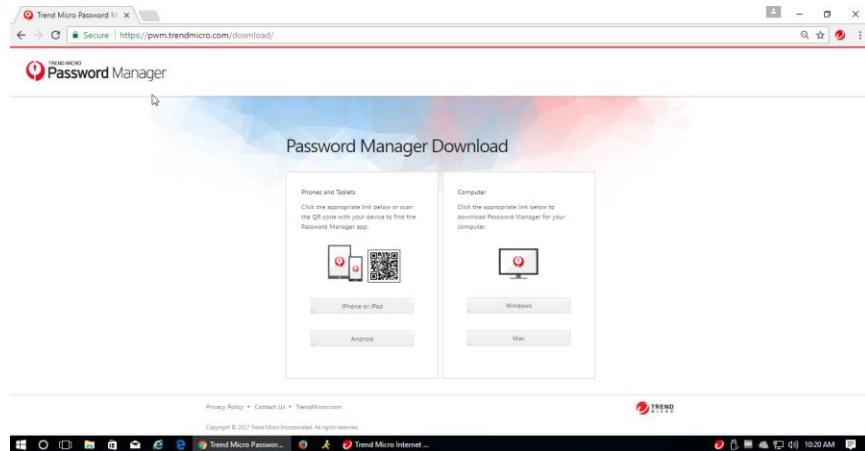 Trend Micro Password M
Secure | https://pwm.trendmicro.com/download/
TREND MICRO
Password Manager
Password Manager Download
Phones and Tablets
Click the appropriate link below or scan
the QR code with your device to find the
Password Manager app.
iPhone or iPad
Android
Computer
Click the appropriate link below to
download Password Manager for your
computer.
Windows
Mac
Privacy Policy • Contact Us • TrendMicro.com
Copyright © 2017 Trend Micro Incorporated. All rights reserved.
TREND
MICRO
Trend Micro Passwor...
Trend Micro Internet ...
10:20 AM